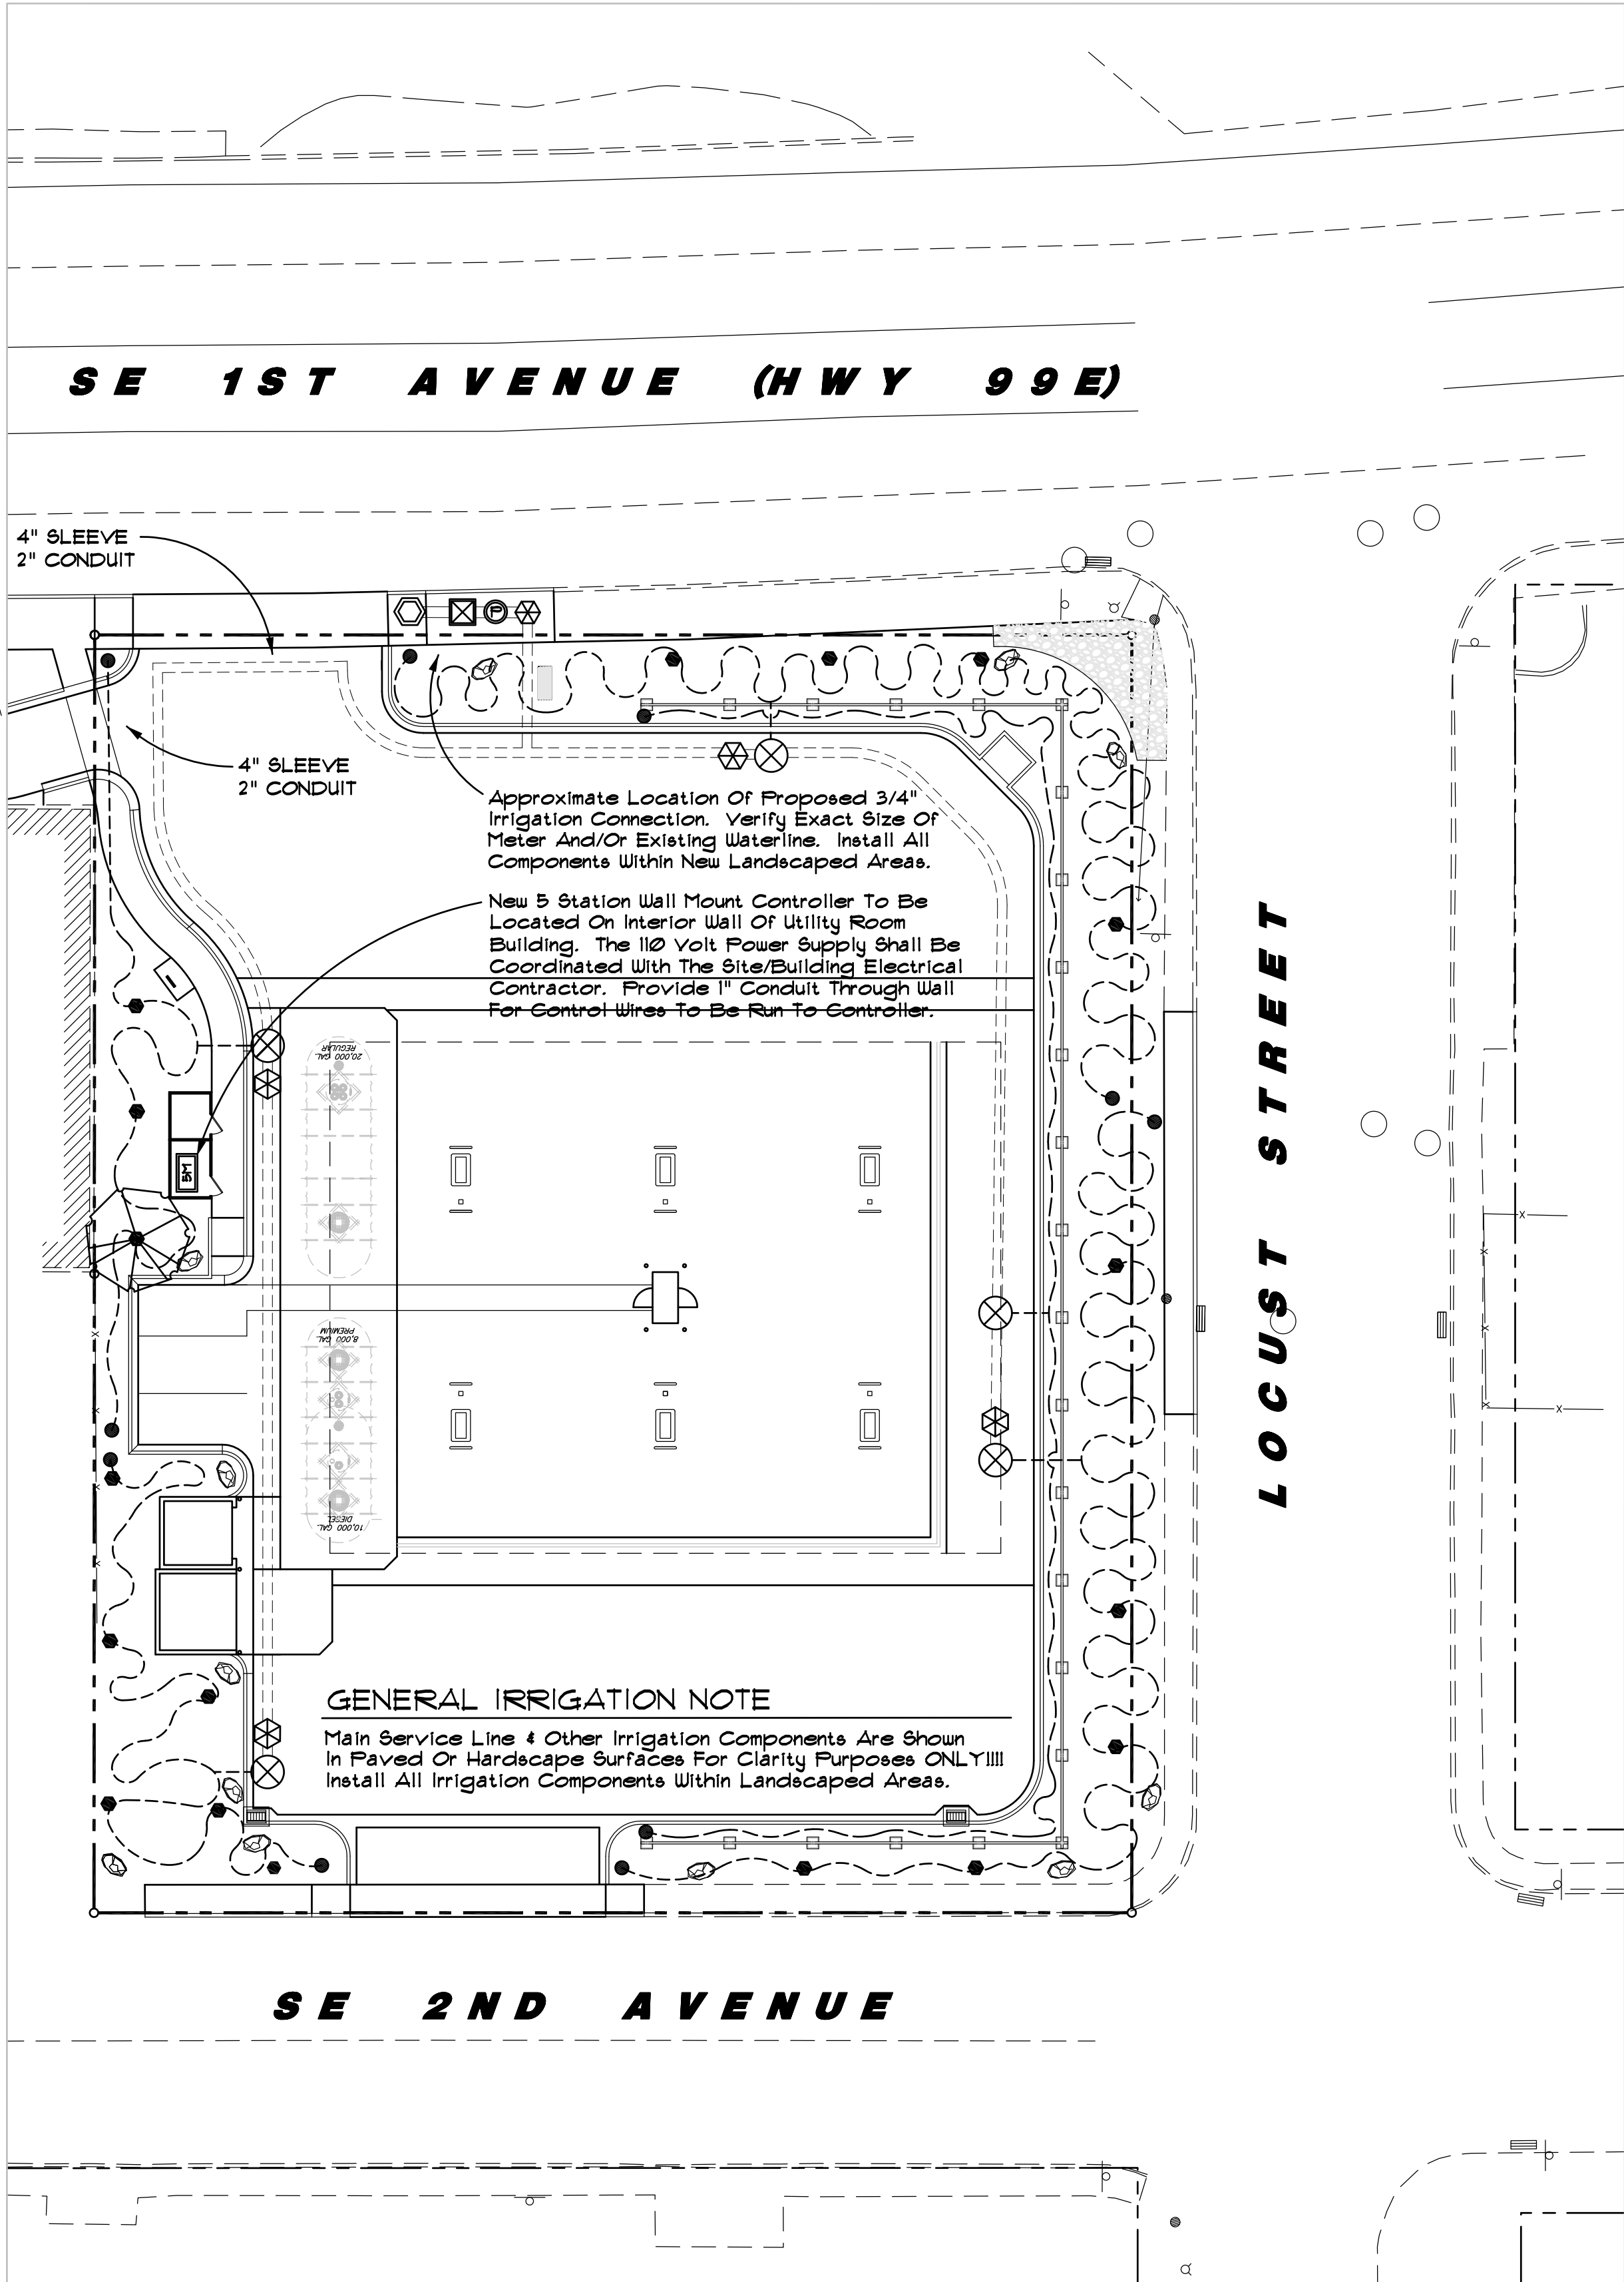 SE 1ST AVENUE (HWY 99E)
4" SLEEVE
2" CONDUIT
P
4" SLEEVE
2" CONDUIT
Approximate Location Of Proposed 3/4"
Irrigation Connection. Verify Exact Size Of
Meter And/Or Existing Waterline. Install All
Components Within New Landscaped Areas.
New 5 Station Wall Mount Controller To Be
Located On Interior Wall Of Utility Room
Building. The 110 Volt Power Supply Shall Be
Coordinated With The Site/Building Electrical
Contractor. Provide 1" Conduit Through Wall
For Control Wires To Be Run To Controller.
20,000 GAL
REGULAR
5M
8,000 GAL
PREMIUM
10,000 GAL
DIESEL
LOCUST STREET
GENERAL IRRIGATION NOTE
Main Service Line & Other Irrigation Components Are Shown
In Paved Or Hardscape Surfaces For Clarity Purposes ONLY!!!!
Install All Irrigation Components Within Landscaped Areas.
SE 2ND AVENUE